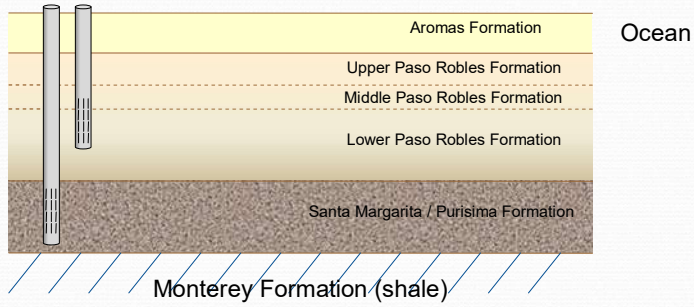 Aromas Formation
Ocean
Upper Paso Robles Formation
Middle Paso Robles Formation
Lower Paso Robles Formation
Santa Margarita / Purisima Formation
Monterey Formation (shale)